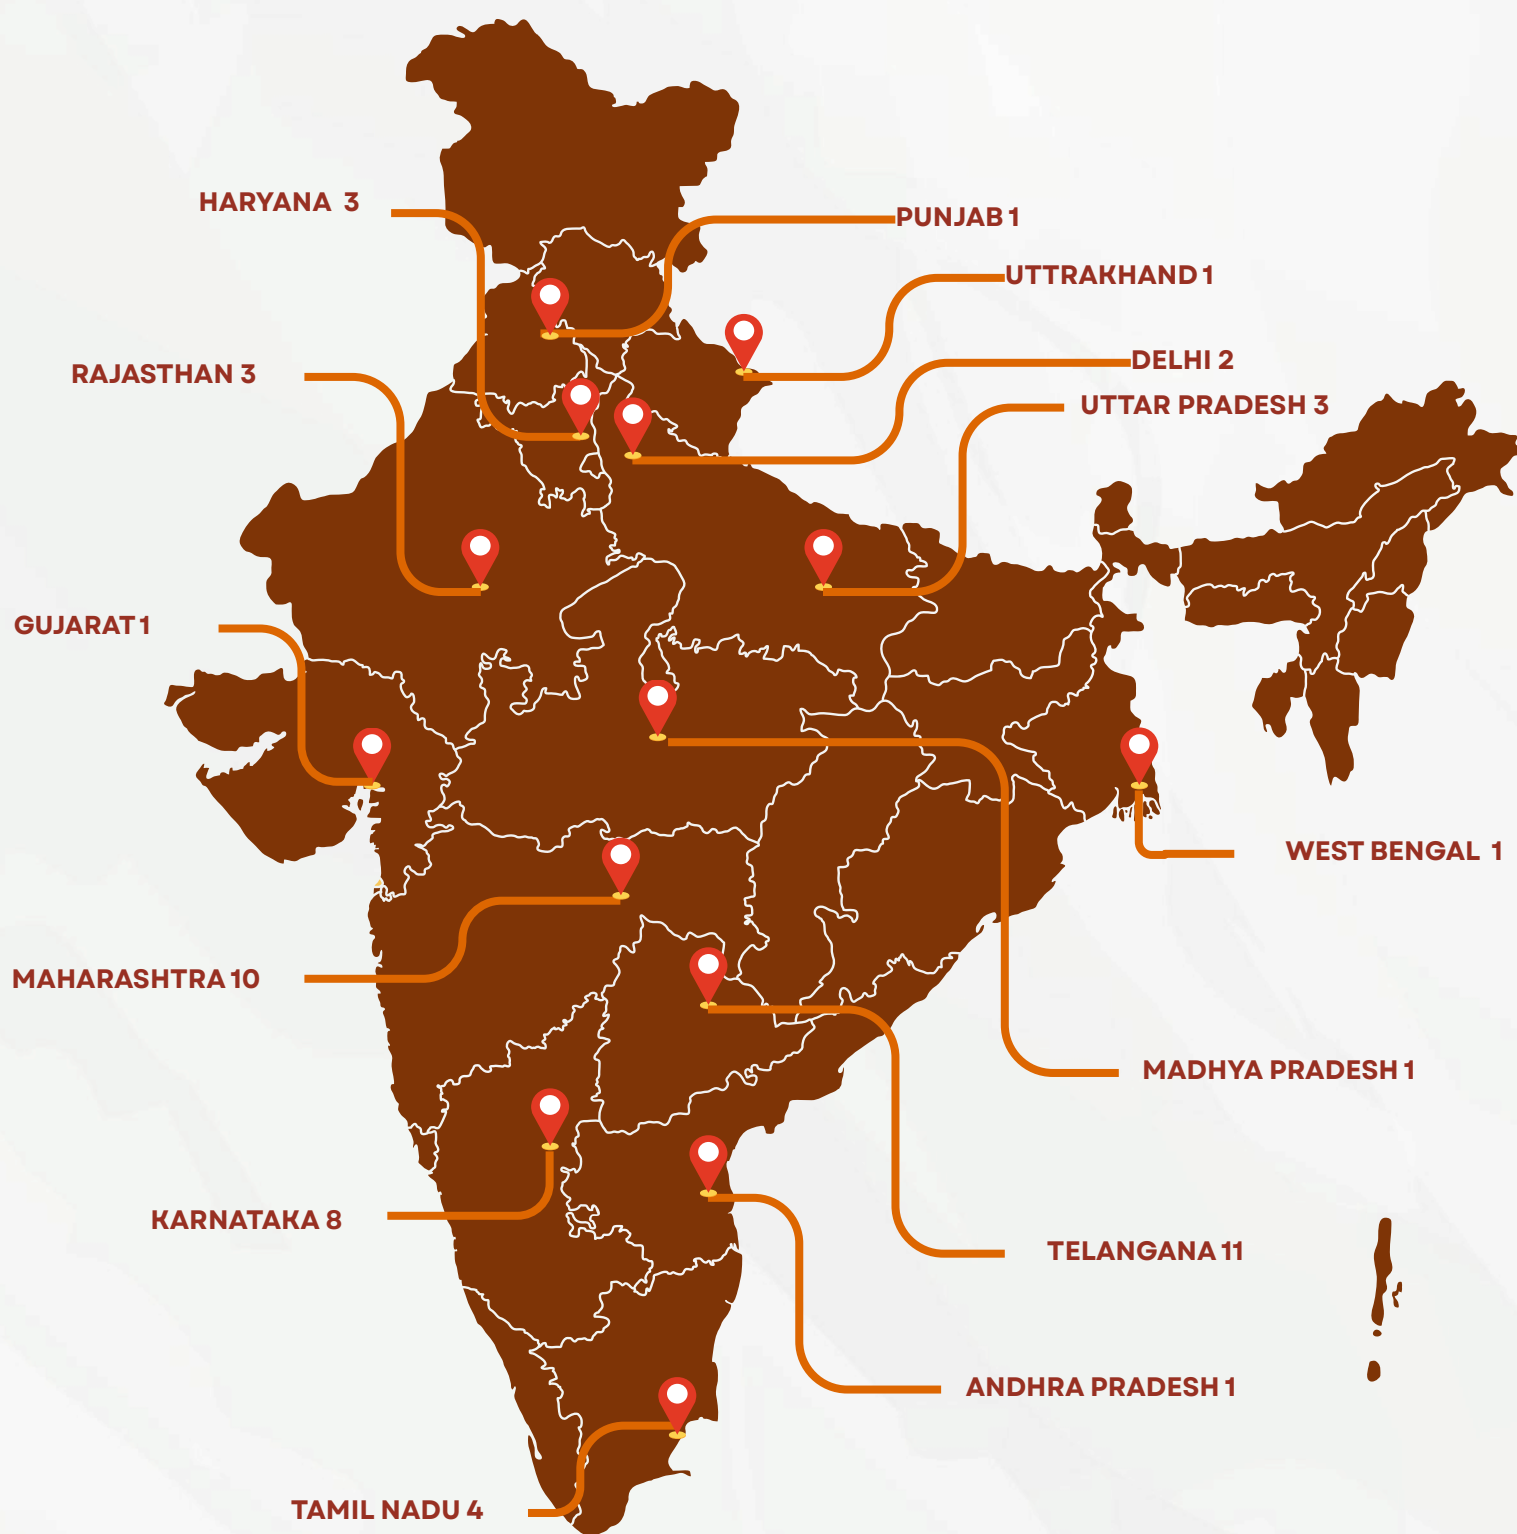 HARYANA 3
PUNJAB 1
UTTRAKHAND 1
DELHI 2
RAJASTHAN 3
UTTAR PRADESH 3
GUJARAT 1
WEST BENGAL 1
MAHARASHTRA 10
MADHYA PRADESH 1
KARNATAKA 8
TELANGANA 11
ANDHRA PRADESH 1
TAMIL NADU 4